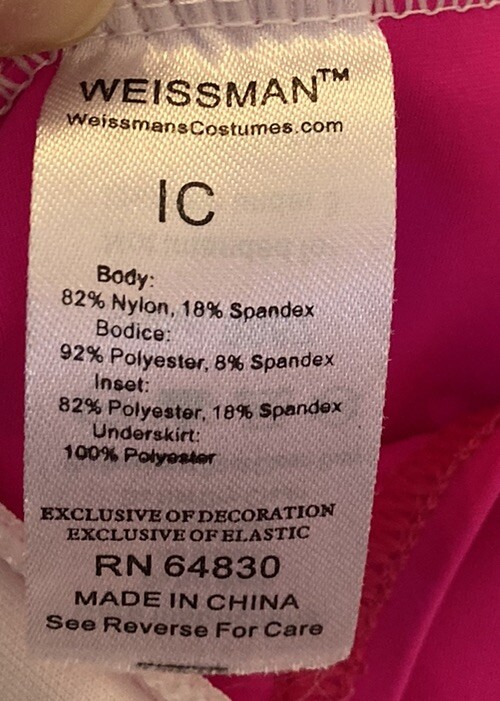 WEISSMAN™
WeissmansCostumes.com
IC
Body:
82% Nylon, 18% Spandex
Bodice:
92% Polyester, 8% Spandex
Inset:
82% Polyester, 18% Spandex
Underskirt:
100% Polyester
EXCLUSIVE OF DECORATION
EXCLUSIVE OF ELASTIC
RN 64830
MADE IN CHINA
See Reverse For Care